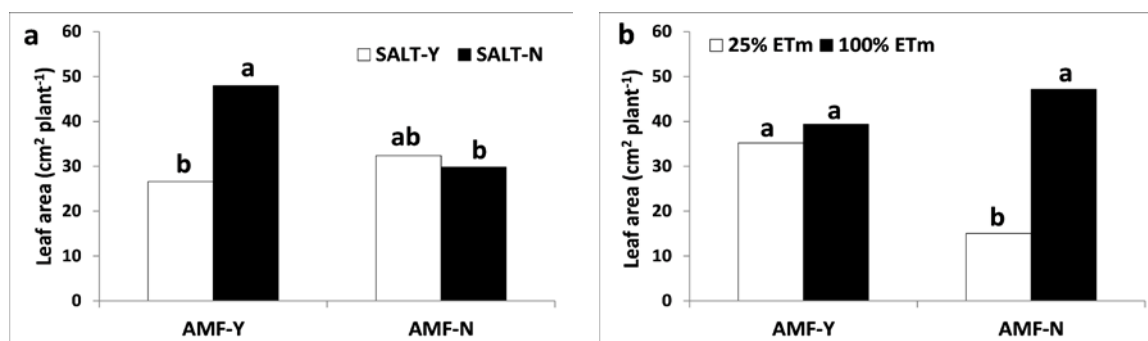 a
SALT-Y SALT-N
Leaf area (cm² plant⁻¹)
60
50
40
30
20
10
0
b
a
ab
b
AMF-Y AMF-N
b
25% ETm 100% ETm
Leaf area (cm² plant⁻¹)
60
50
40
30
20
10
0
a
a
b
a
AMF-Y AMF-N